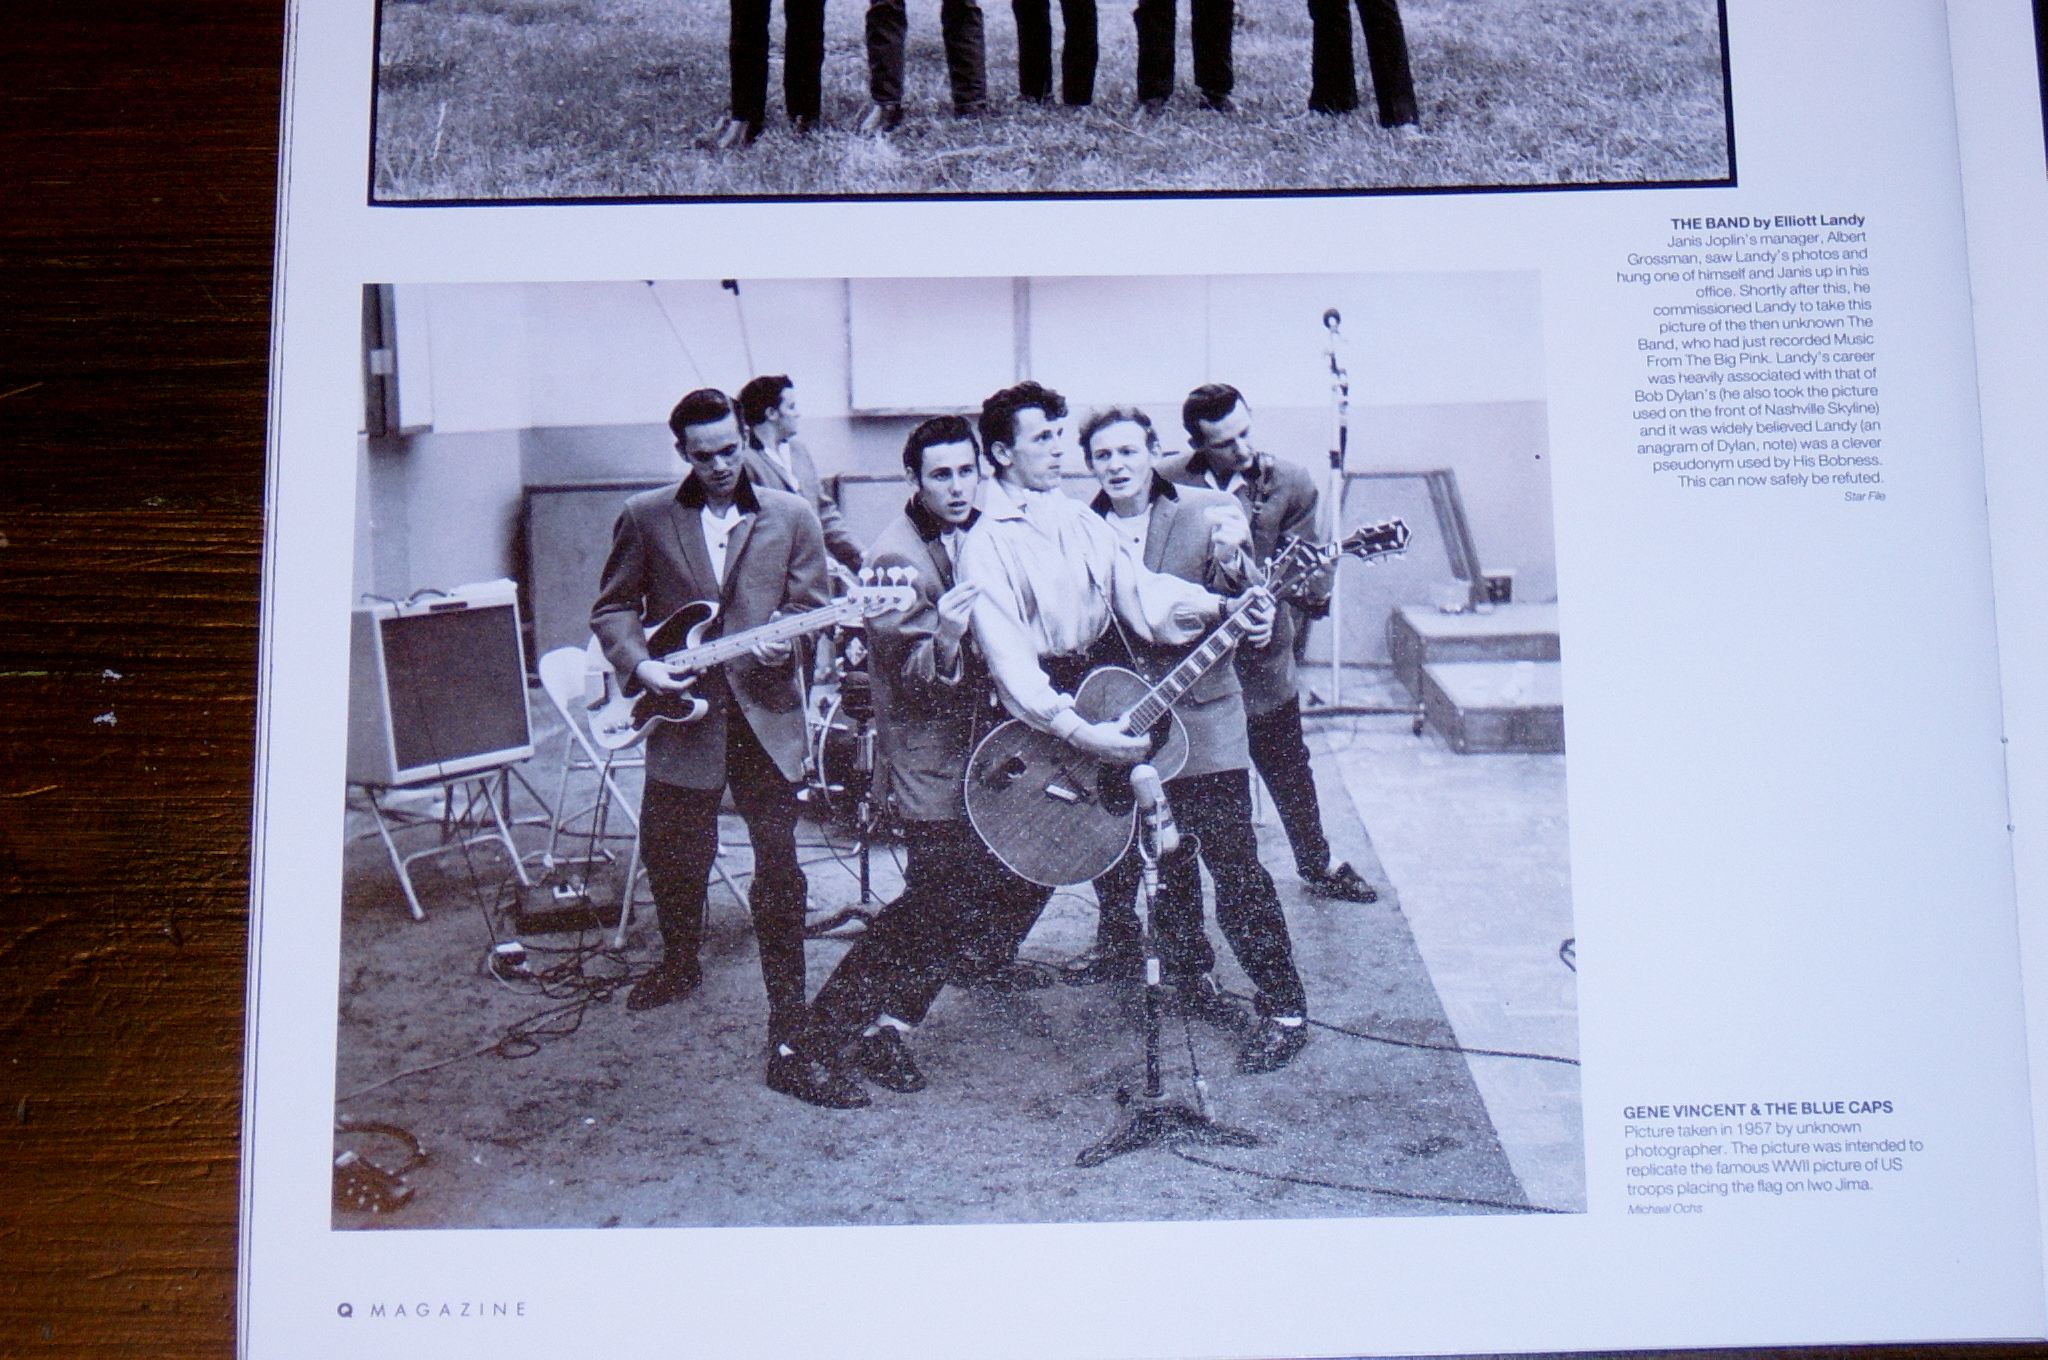 THE BAND by Elliott Landy
Janis Joplin's manager, Albert
Grossman, saw Landy's photos and
hung one of himself and Janis up in his
office. Shortly after this, he
commissioned Landy to take this
picture of the then unknown The
Band, who had just recorded Music
From The Big Pink. Landy's career
was heavily associated with that of
Bob Dylan's (he also took the picture
used on the front of Nashville Skyline)
and it was widely believed Landy (an
anagram of Dylan, note) was a clever
pseudonym used by His Bobness.
This can now safely be refuted.
Star File
GENE VINCENT & THE BLUE CAPS
Picture taken in 1957 by unknown
photographer. The picture was intended to
replicate the famous WWII picture of US
troops placing the flag on Iwo Jima.
Michael Ochs
Q MAGAZINE